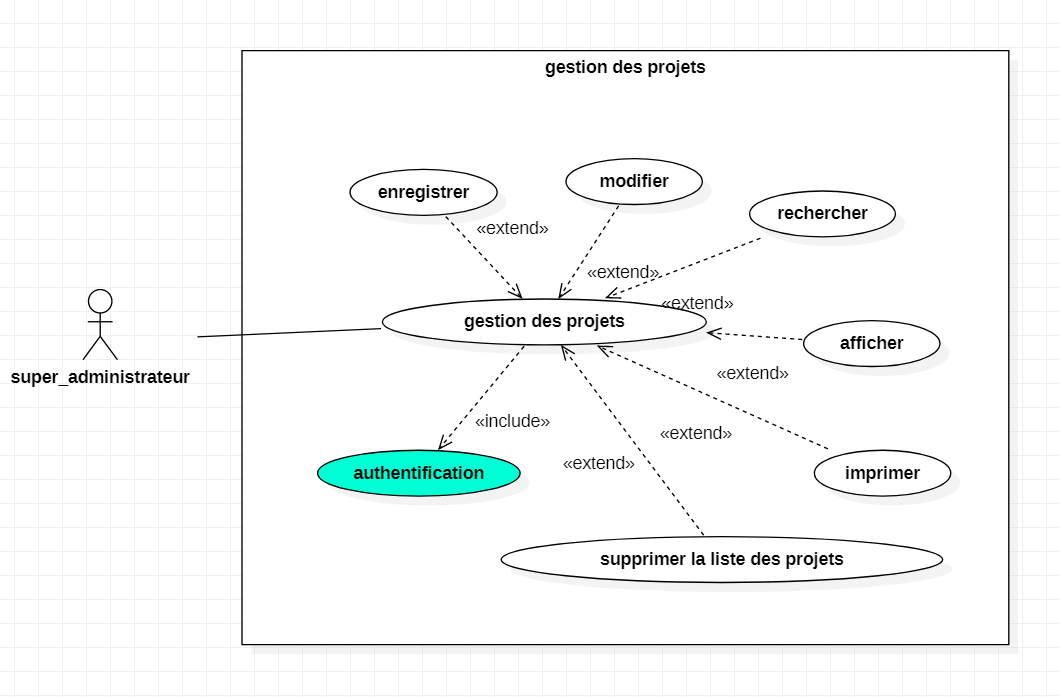 gestion des projets
modifier
enregistrer
rechercher
«extend»
«extend»
«extend»
gestion des projets
afficher
«extend»
super_administrateur
«include»
«extend»
«extend»
authentification
imprimer
supprimer la liste des projets